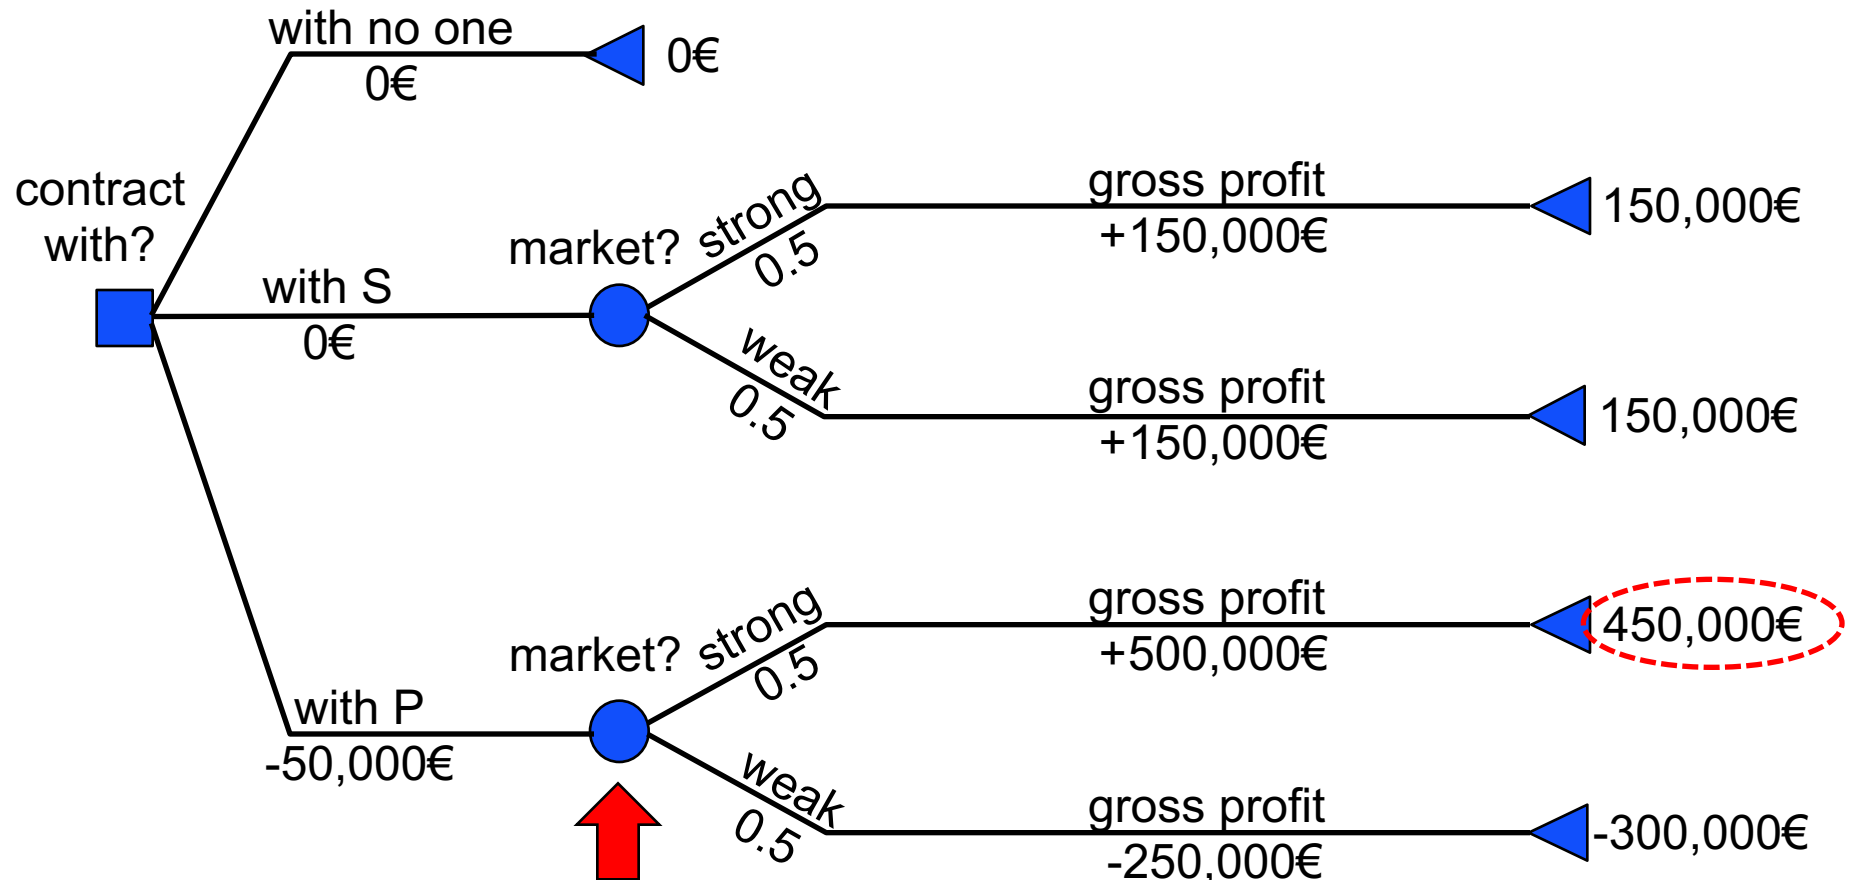 with no one
0€
0€
contract
with?
with S
0€
market?
strong
0.5
gross profit
+150,000€
150,000€
weak
0.5
gross profit
+150,000€
150,000€
with P
-50,000€
market?
strong
0.5
gross profit
+500,000€
450,000€
weak
0.5
gross profit
-250,000€
-300,000€